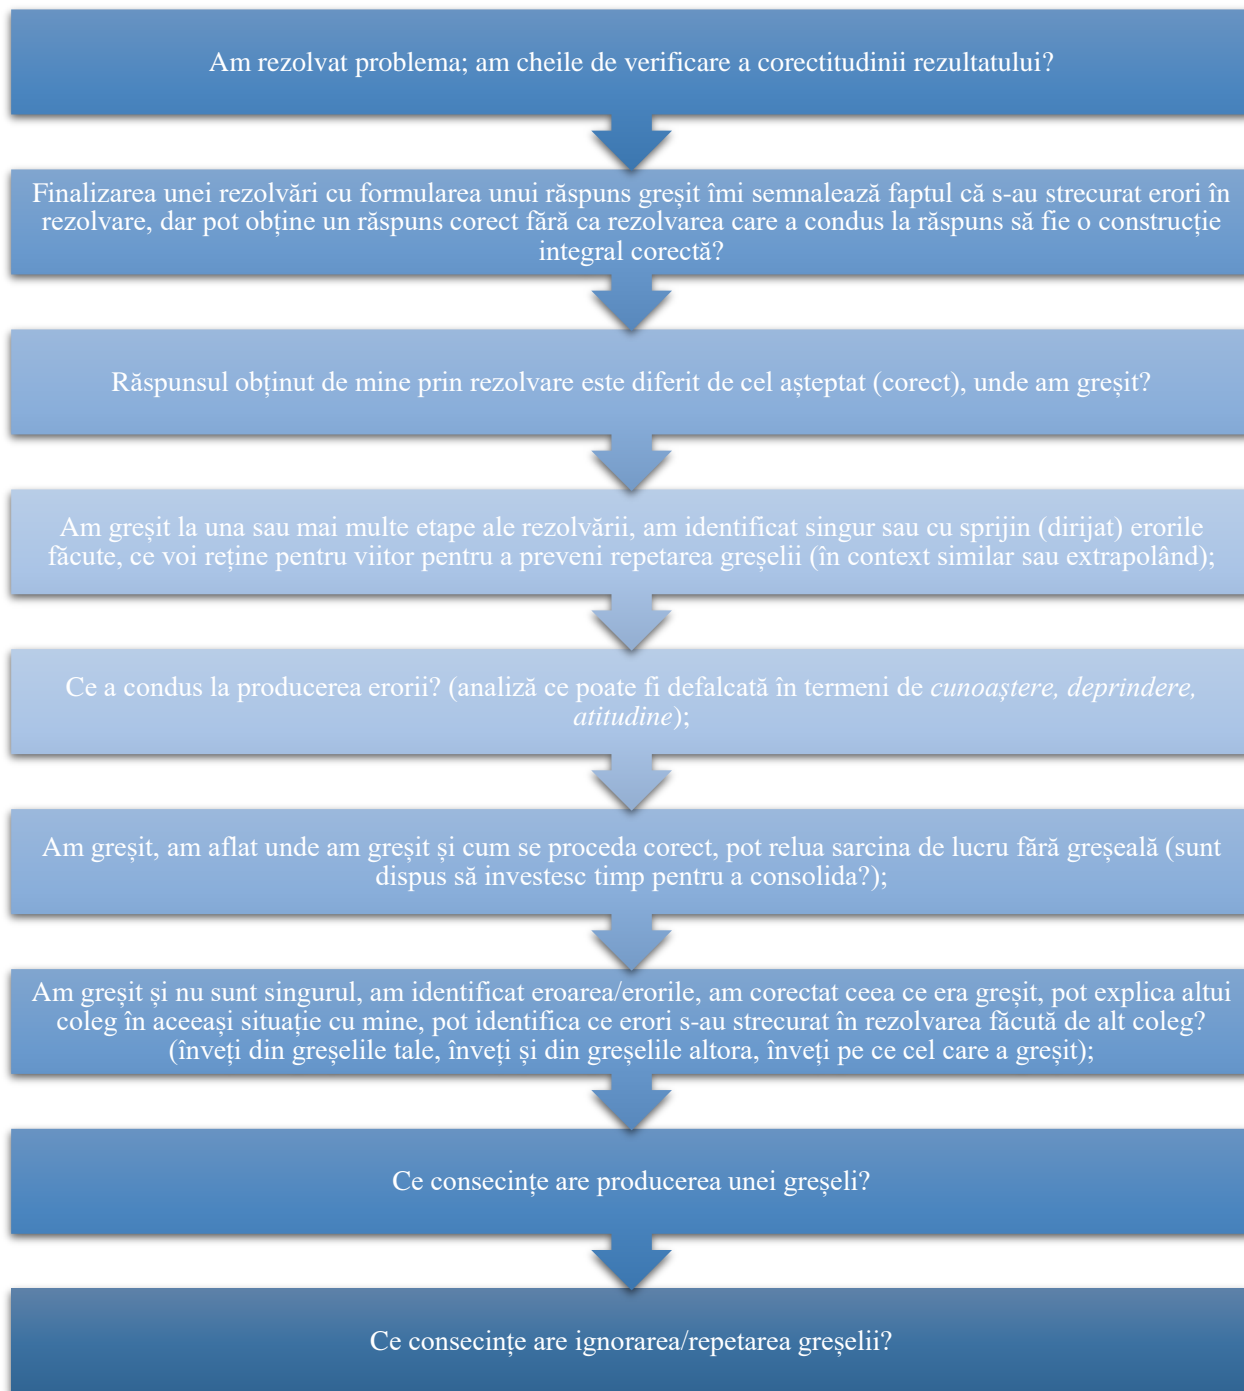 Am rezolvat problema; am cheile de verificare a corectitudinii rezultatului?
Finalizarea unei rezolvări cu formularea unui răspuns greșit îmi semnalează faptul că s-au strecurat erori în
rezolvare, dar pot obține un răspuns corect fără ca rezolvarea care a condus la răspuns să fie o construcție
integral corectă?
Răspunsul obținut de mine prin rezolvare este diferit de cel așteptat (corect), unde am greșit?
Am greșit la una sau mai multe etape ale rezolvării, am identificat singur sau cu sprijin (dirijat) erorile
făcute, ce voi reține pentru viitor pentru a preveni repetarea greșelii (în context similar sau extrapolând);
Ce a condus la producerea erorii? (analiză ce poate fi defalcată în termeni de cunoaștere, deprindere,
atitudine);
Am greșit, am aflat unde am greșit și cum se proceda corect, pot relua sarcina de lucru fără greșeală (sunt
dispus să investesc timp pentru a consolida?);
Am greșit și nu sunt singurul, am identificat eroarea/erorile, am corectat ceea ce era greșit, pot explica altui
coleg în aceeași situație cu mine, pot identifica ce erori s-au strecurat în rezolvarea făcută de alt coleg?
(înveți din greșelile tale, înveți și din greșelile altora, înveți pe ce cel care a greșit);
Ce consecințe are producerea unei greșeli?
Ce consecințe are ignorarea/repetarea greșelii?